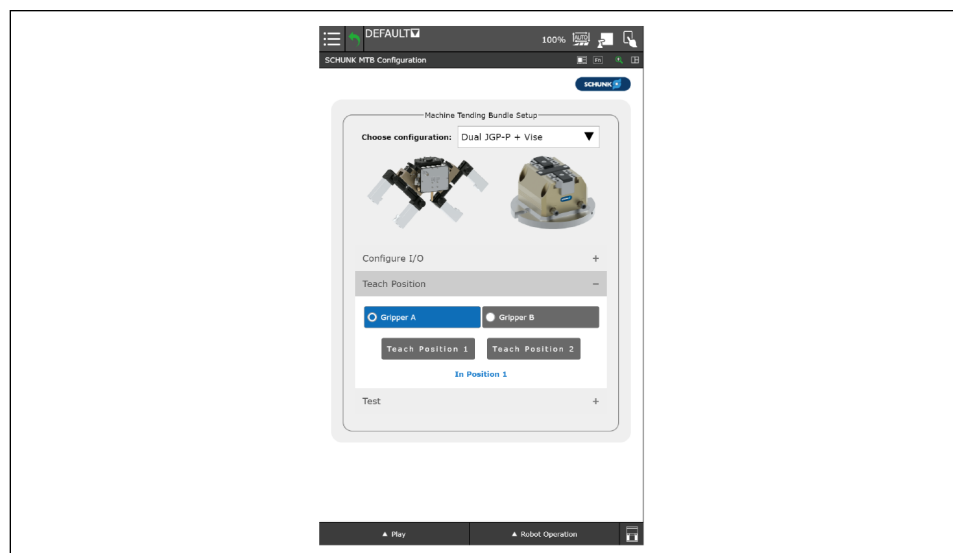 DEFAULT
100% AUTO
SCHUNK MTB Configuration
Fn
SCHUNK
Machine Tending Bundle Setup
Choose configuration: Dual JGP-P + Vise
Configure I/O +
Teach Position −
Gripper A Gripper B
Teach Position 1 Teach Position 2
In Position 1
Test +
Play Robot Operation